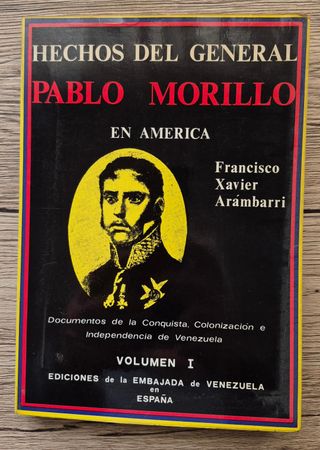 HECHOS DEL GENERAL
PABLO MORILLO
EN AMERICA
Francisco
Xavier
Arámbarri
Documentos de la Conquista, Colonización e
Independencia de Venezuela
VOLUMEN I
EDICIONES de la EMBAJADA de VENEZUELA
en
ESPAÑA